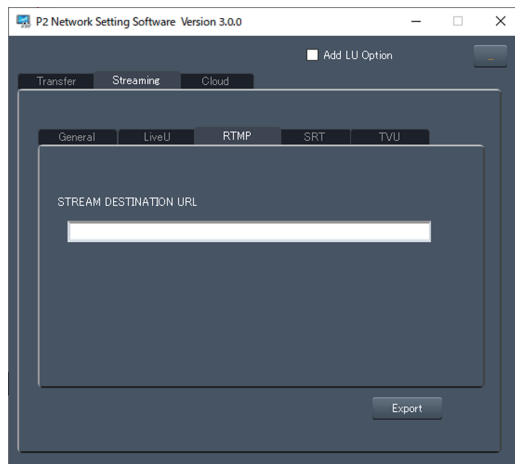 P2 Network Setting Software Version 3.0.0
Add LU Option
Transfer Streaming Cloud
General LiveU RTMP SRT TVU
STREAM DESTINATION URL
Export